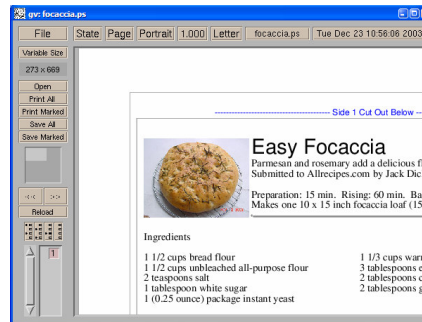 gv: focaccia.ps
File State Page Portrait 1.000 Letter focaccia.ps Tue Dec 23 10:56:06 2003
Variable Size
273 x 669
Open
Print All
Print Marked
Save All
Save Marked
<< >>
Reload
1
Side 1 Cut Out Below
Easy Focaccia
Parmesan and rosemary add a delicious
Submitted to Allrecipes.com by Jack
Preparation: 15 min. Rising: 60 min.
Makes one 10 x 15 inch focaccia loaf (15
Ingredients
1 1/2 cups bread flour
1 1/2 cups unbleached all-purpose flour
2 teaspoons salt
1 tablespoon white sugar
1 (0.25 ounce) package instant yeast
1 1/3 cups
3 tablespoons
2 tablespoons
2 tablespoons